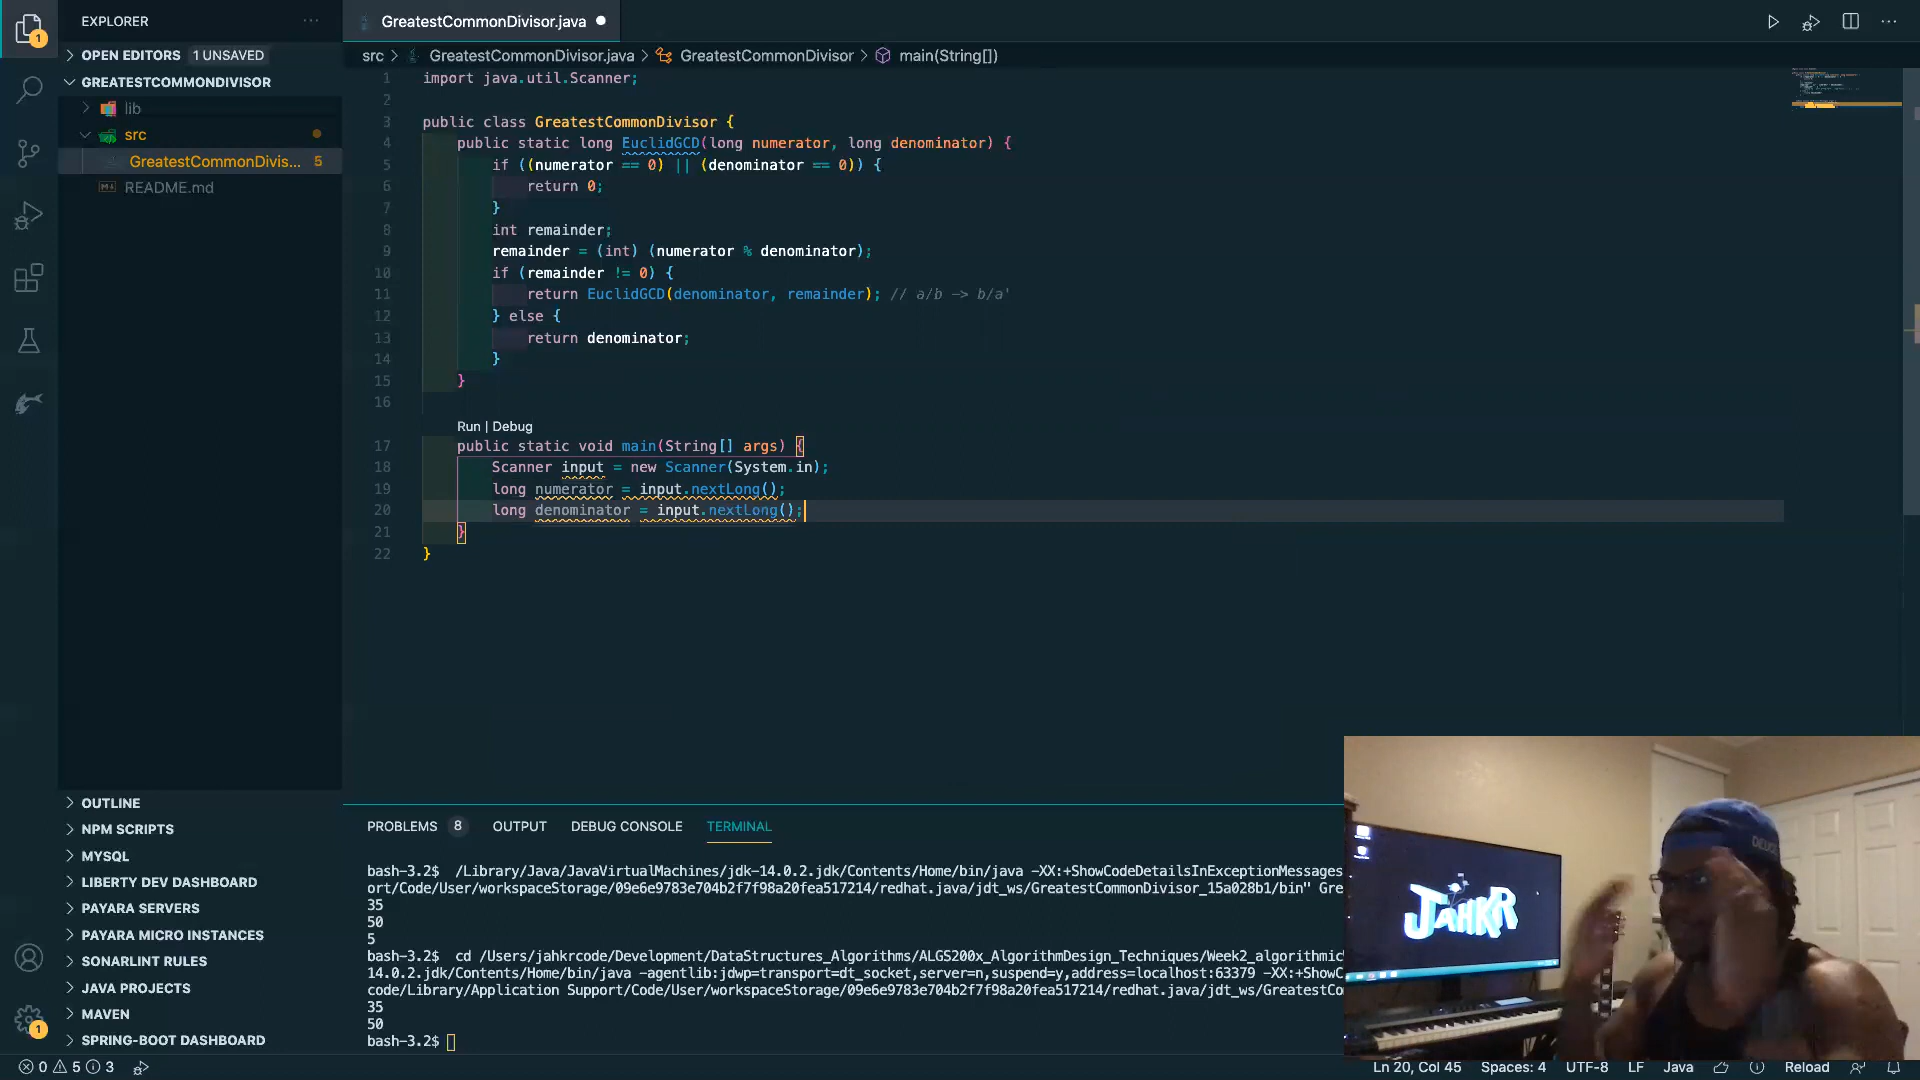 EXPLORER
OPEN EDITORS 1 UNSAVED
GREATESTCOMMONDIVISOR
lib
src
GreatestCommonDivis... 5
README.md
OUTLINE
NPM SCRIPTS
MYSQL
LIBERTY DEV DASHBOARD
PAYARA SERVERS
PAYARA MICRO INSTANCES
SONARLINT RULES
JAVA PROJECTS
MAVEN
SPRING-BOOT DASHBOARD
1
1
GreatestCommonDivisor.java
src > GreatestCommonDivisor.java > GreatestCommonDivisor > main(String[])
1 import java.util.Scanner;
2
3 public class GreatestCommonDivisor {
4 public static long EuclidGCD(long numerator, long denominator) {
5 if ((numerator == 0) || (denominator == 0)) {
6 return 0;
7 }
8 int remainder;
9 remainder = (int) (numerator % denominator);
10 if (remainder != 0) {
11 return EuclidGCD(denominator, remainder); // a/b -> b/a'
12 } else {
13 return denominator;
14 }
15 }
16
Run | Debug
17 public static void main(String[] args) {
18 Scanner input = new Scanner(System.in);
19 long numerator = input.nextLong();
20 long denominator = input.nextLong();
21 }
22 }
PROBLEMS 8 OUTPUT DEBUG CONSOLE TERMINAL
bash-3.2$ /Library/Java/JavaVirtualMachines/jdk-14.0.2.jdk/Contents/Home/bin/java -XX:+ShowCodeDetailsInExceptionMessages
ort/Code/User/workspaceStorage/09e6e9783e704b2f7f98a20fea517214/redhat.java/jdt_ws/GreatestCommonDivisor_15a028b1/bin" Gre
35
50
5
bash-3.2$ cd /Users/jahkrcode/Development/DataStructures_Algorithms/ALGS200x_AlgorithmDesign_Techniques/Week2_algorithmic
14.0.2.jdk/Contents/Home/bin/java -agentlib:jdwp=transport=dt_socket,server=n,suspend=y,address=localhost:63379 -XX:+ShowC
code/Library/Application Support/Code/User/workspaceStorage/09e6e9783e704b2f7f98a20fea517214/redhat.java/jdt_ws/GreatestCo
35
50
bash-3.2$
JAHKR
0 5 3
Ln 20, Col 45 Spaces: 4 UTF-8 LF Java Reload